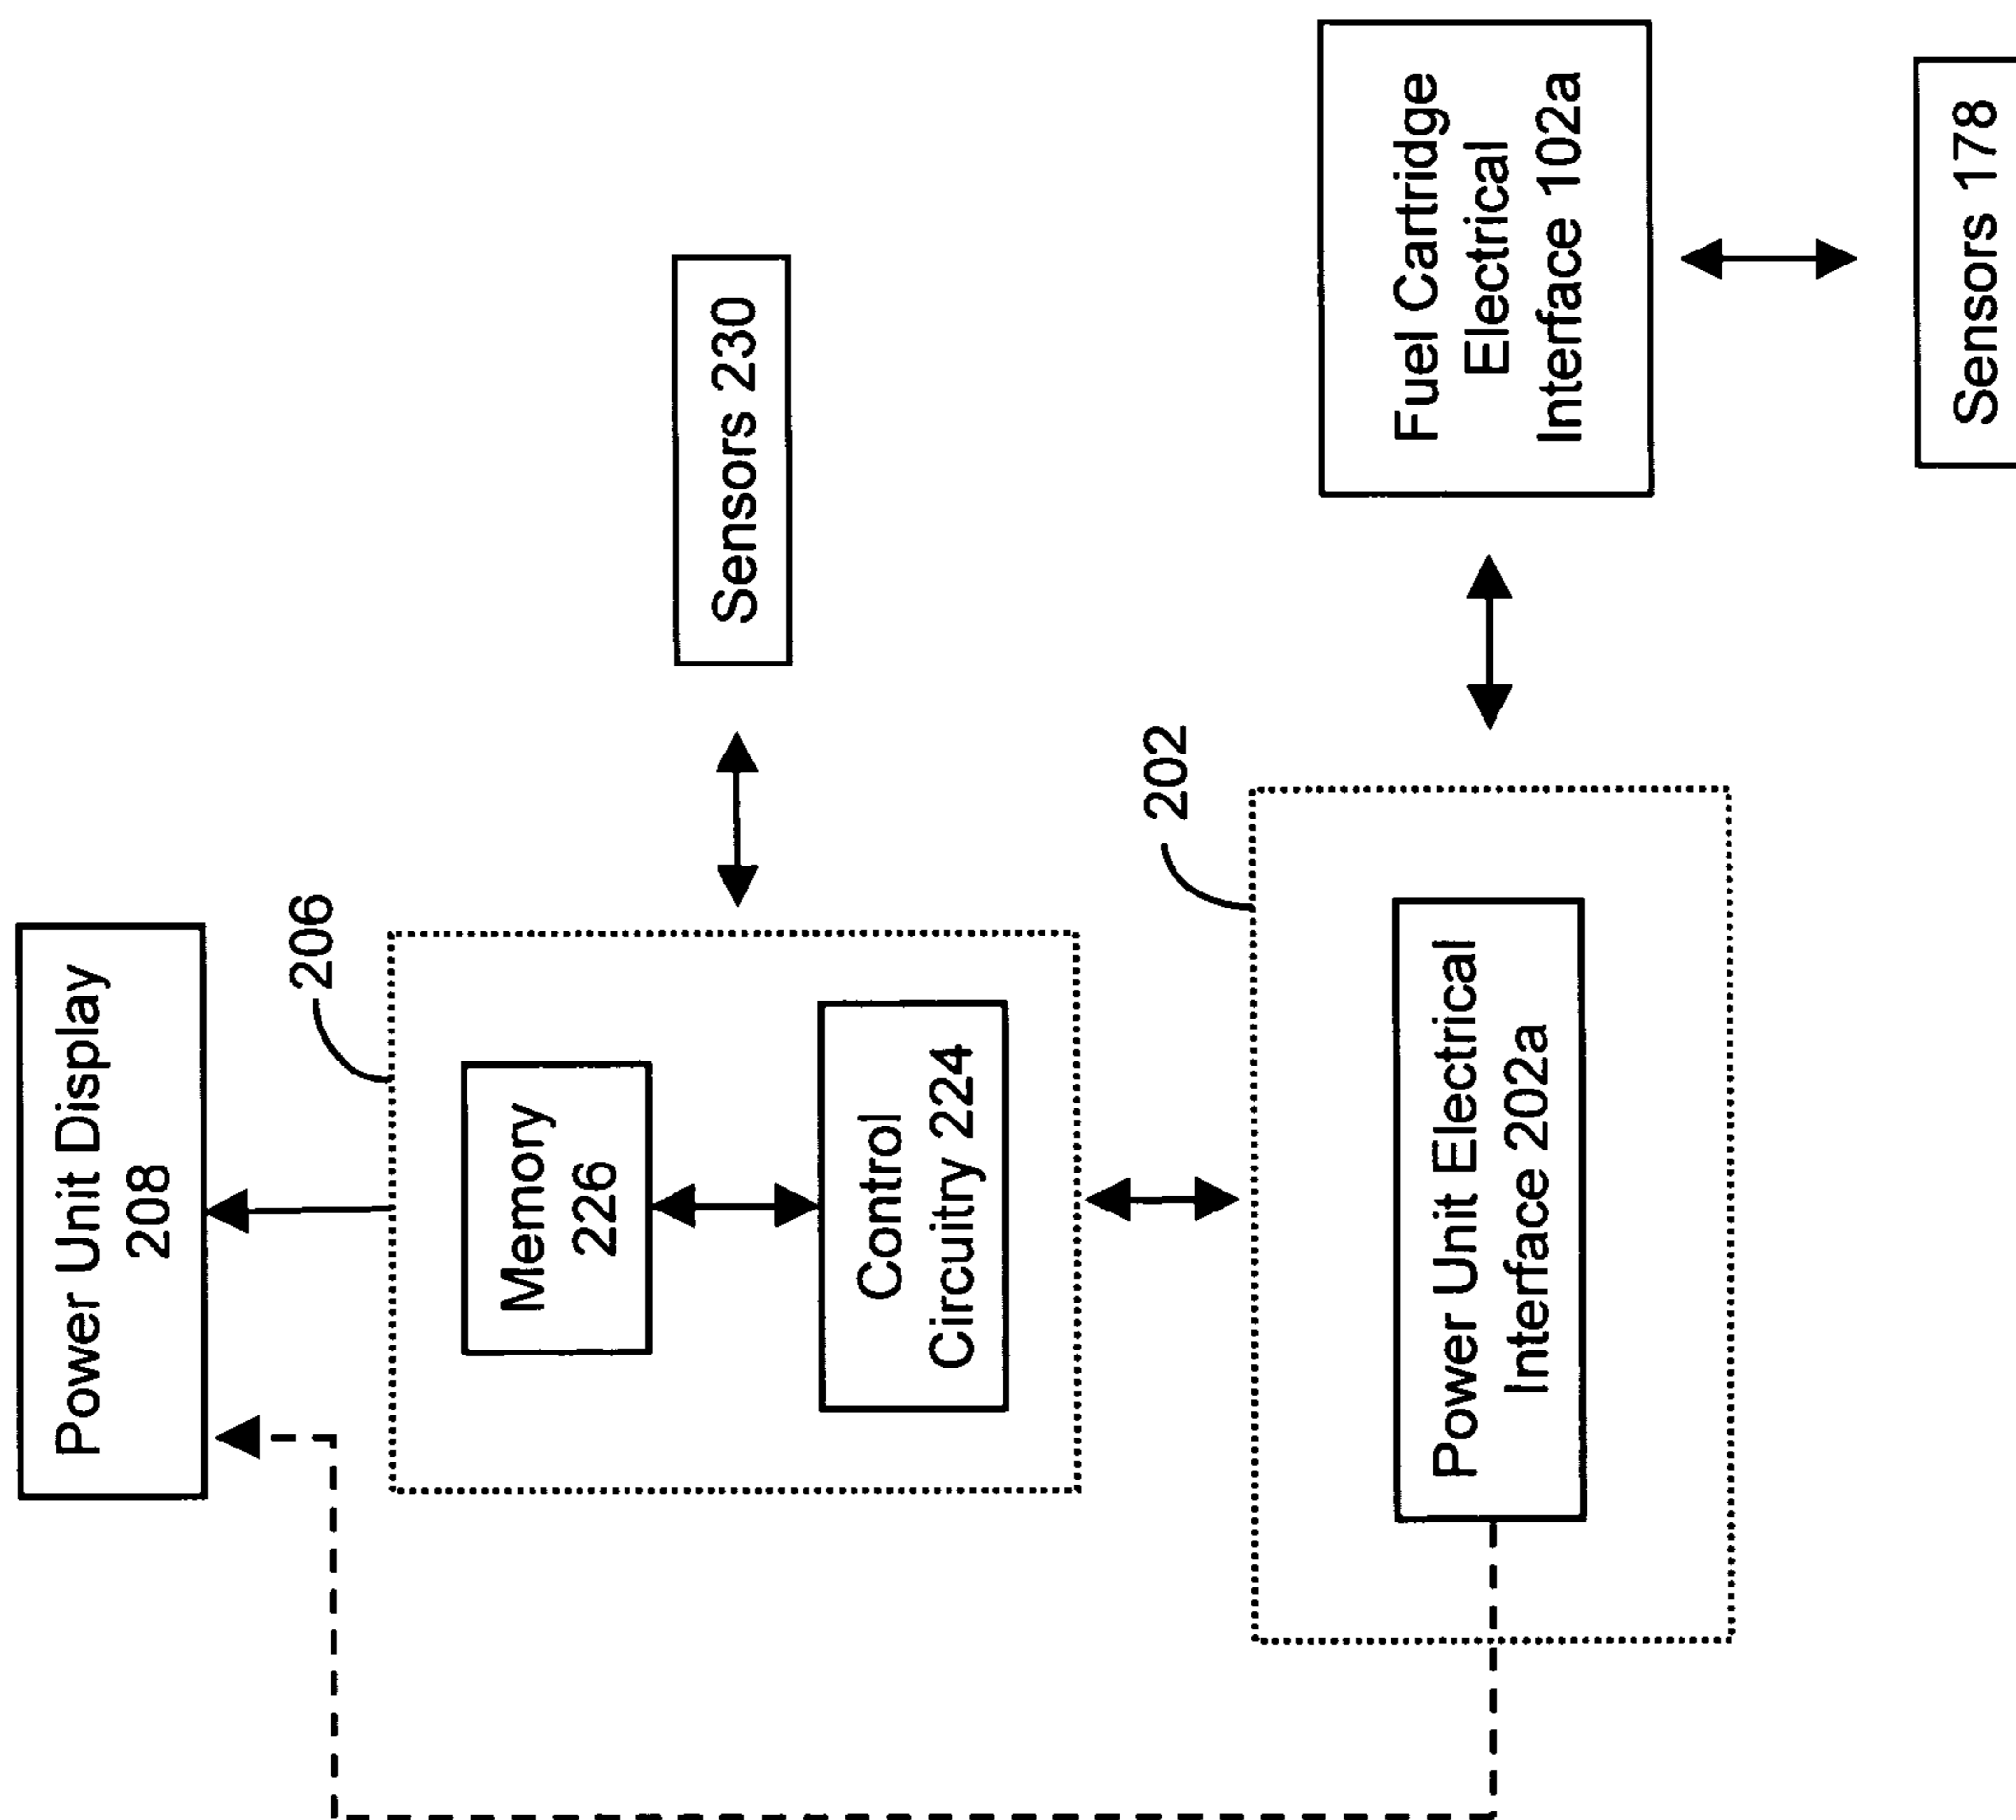 Power Unit Display
208
206
Memory
226
Control
Circuitry 224
Sensors 230
202
Power Unit Electrical
Interface 202a
Fuel Cartridge
Electrical
Interface 102a
Sensors 178